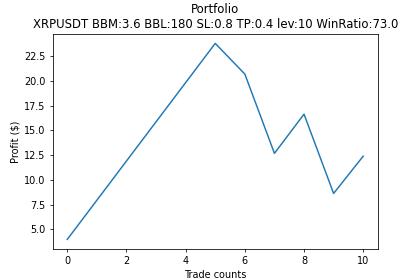 Portfolio
XRPUSDT BBM:3.6 BBL:180 SL:0.8 TP:0.4 lev:10 WinRatio:73.0
22.5
20.0
17.5
15.0
12.5
10.0
7.5
5.0
Profit ($)
0 2 4 6 8 10
Trade counts